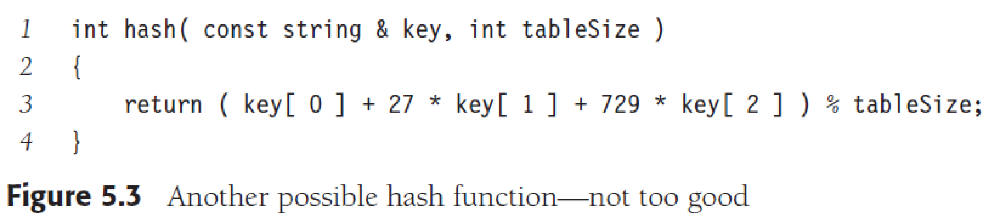 1 int hash( const string & key, int tableSize )
2 {
3 return ( key[ 0 ] + 27 * key[ 1 ] + 729 * key[ 2 ] ) % tableSize;
4 }
Figure 5.3 Another possible hash function—not too good